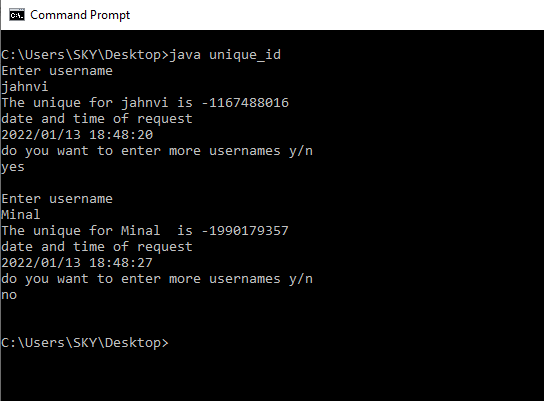 Command Prompt
C:\Users\SKY\Desktop>java unique_id
Enter username
jahnvi
The unique for jahnvi is -1167488016
date and time of request
2022/01/13 18:48:20
do you want to enter more usernames y/n
yes
Enter username
Minal
The unique for Minal  is -1990179357
date and time of request
2022/01/13 18:48:27
do you want to enter more usernames y/n
no
C:\Users\SKY\Desktop>